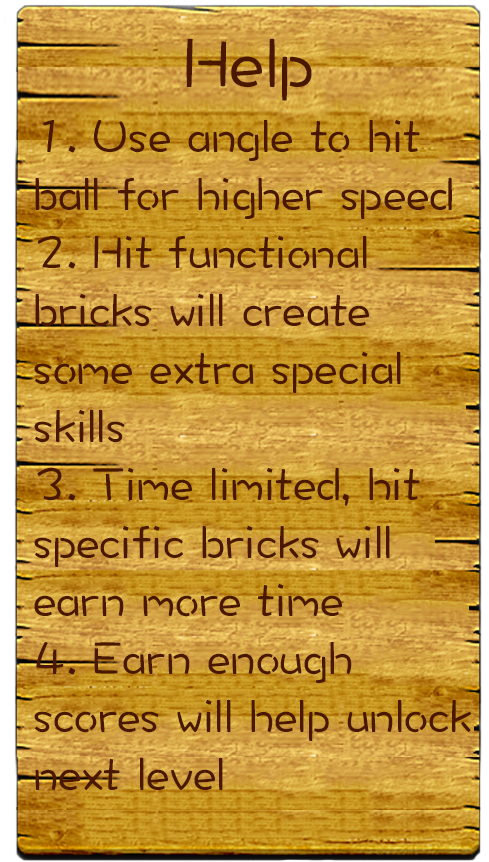 Help
1. Use angle to hit
ball for higher speed
2. Hit functional
bricks will create
some extra special
skills
3. Time limited, hit
specific bricks will
earn more time
4. Earn enough
scores will help unlock
next level